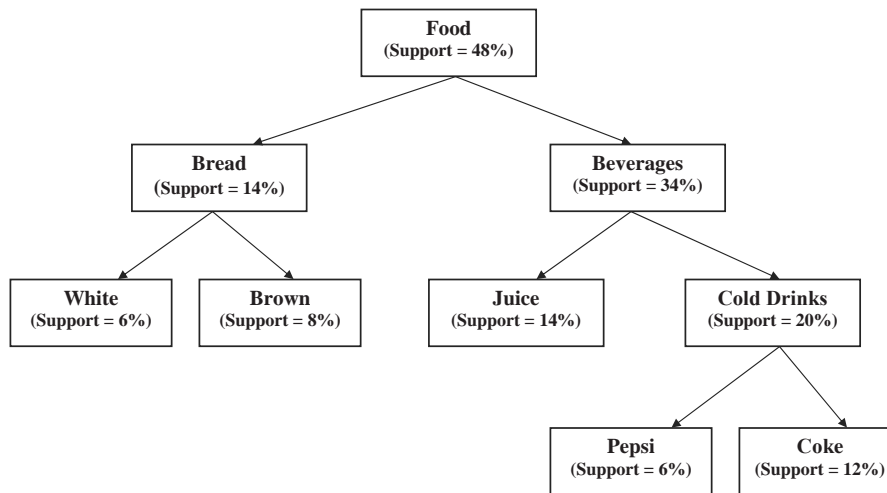 Food
(Support = 48%)
Bread
(Support = 14%)
Beverages
(Support = 34%)
White
(Support = 6%)
Brown
(Support = 8%)
Juice
(Support = 14%)
Cold Drinks
(Support = 20%)
Pepsi
(Support = 6%)
Coke
(Support = 12%)